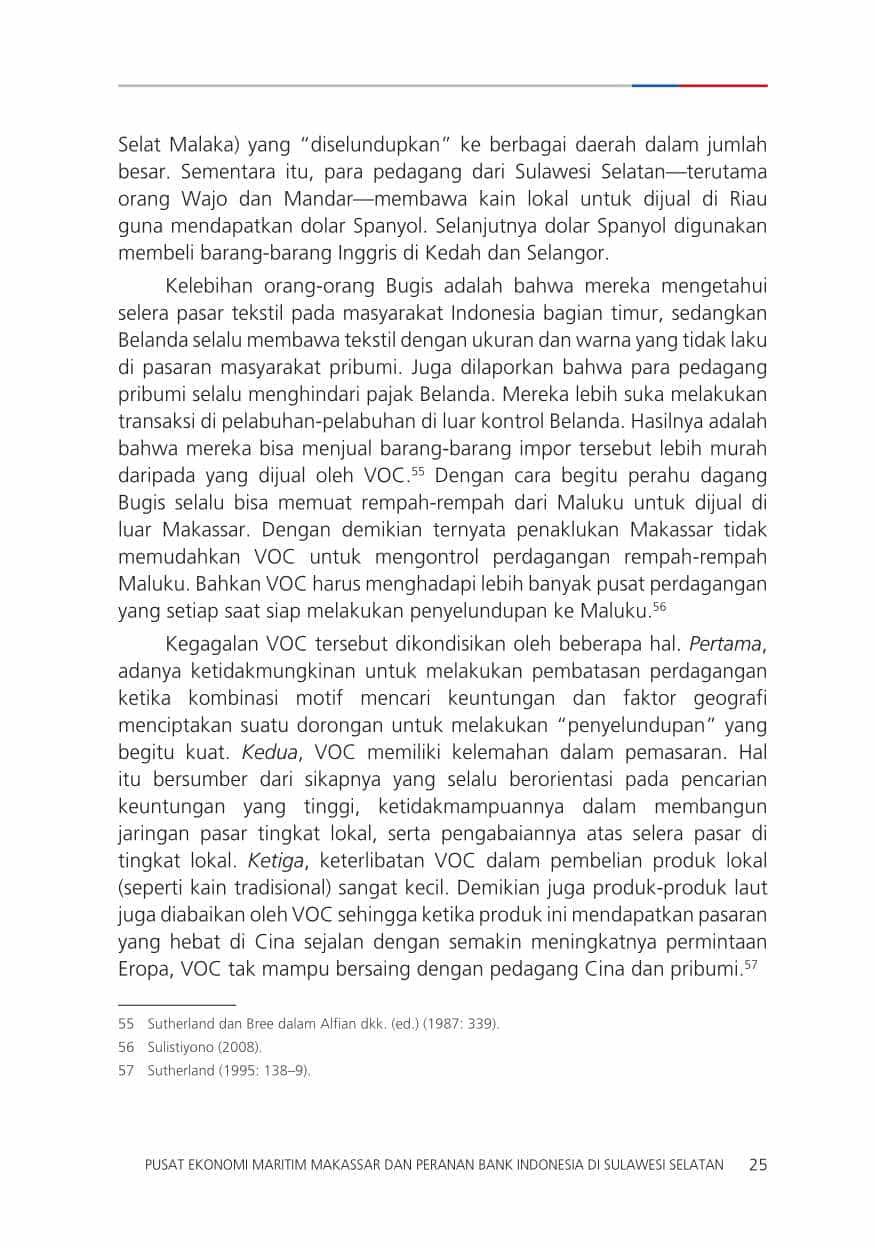 Selat Malaka) yang “diselundupkan” ke berbagai daerah dalam jumlah
besar. Sementara itu, para pedagang dari Sulawesi Selatan—terutama
orang Wajo dan Mandar—membawa kain lokal untuk dijual di Riau
guna mendapatkan dolar Spanyol. Selanjutnya dolar Spanyol digunakan
membeli barang-barang Inggris di Kedah dan Selangor.
Kelebihan orang-orang Bugis adalah bahwa mereka mengetahui
selera pasar tekstil pada masyarakat Indonesia bagian timur, sedangkan
Belanda selalu membawa tekstil dengan ukuran dan warna yang tidak laku
di pasaran masyarakat pribumi. Juga dilaporkan bahwa para pedagang
pribumi selalu menghindari pajak Belanda. Mereka lebih suka melakukan
transaksi di pelabuhan-pelabuhan di luar kontrol Belanda. Hasilnya adalah
bahwa mereka bisa menjual barang-barang impor tersebut lebih murah
daripada yang dijual oleh VOC.55 Dengan cara begitu perahu dagang
Bugis selalu bisa memuat rempah-rempah dari Maluku untuk dijual di
luar Makassar. Dengan demikian ternyata penaklukan Makassar tidak
memudahkan VOC untuk mengontrol perdagangan rempah-rempah
Maluku. Bahkan VOC harus menghadapi lebih banyak pusat perdagangan
yang setiap saat siap melakukan penyelundupan ke Maluku.56
Kegagalan VOC tersebut dikondisikan oleh beberapa hal. Pertama,
adanya ketidakmungkinan untuk melakukan pembatasan perdagangan
ketika kombinasi motif mencari keuntungan dan faktor geografi
menciptakan suatu dorongan untuk melakukan “penyelundupan” yang
begitu kuat. Kedua, VOC memiliki kelemahan dalam pemasaran. Hal
itu bersumber dari sikapnya yang selalu berorientasi pada pencarian
keuntungan yang tinggi, ketidakmampuannya dalam membangun
jaringan pasar tingkat lokal, serta pengabaiannya atas selera pasar di
tingkat lokal. Ketiga, keterlibatan VOC dalam pembelian produk lokal
(seperti kain tradisional) sangat kecil. Demikian juga produk-produk laut
juga diabaikan oleh VOC sehingga ketika produk ini mendapatkan pasaran
yang hebat di Cina sejalan dengan semakin meningkatnya permintaan
Eropa, VOC tak mampu bersaing dengan pedagang Cina dan pribumi.57
55 Sutherland dan Bree dalam Alfian dkk. (ed.) (1987: 339).
56 Sulistiyono (2008).
57 Sutherland (1995: 138–9).
PUSAT EKONOMI MARITIM MAKASSAR DAN PERANAN BANK INDONESIA DI SULAWESI SELATAN 25